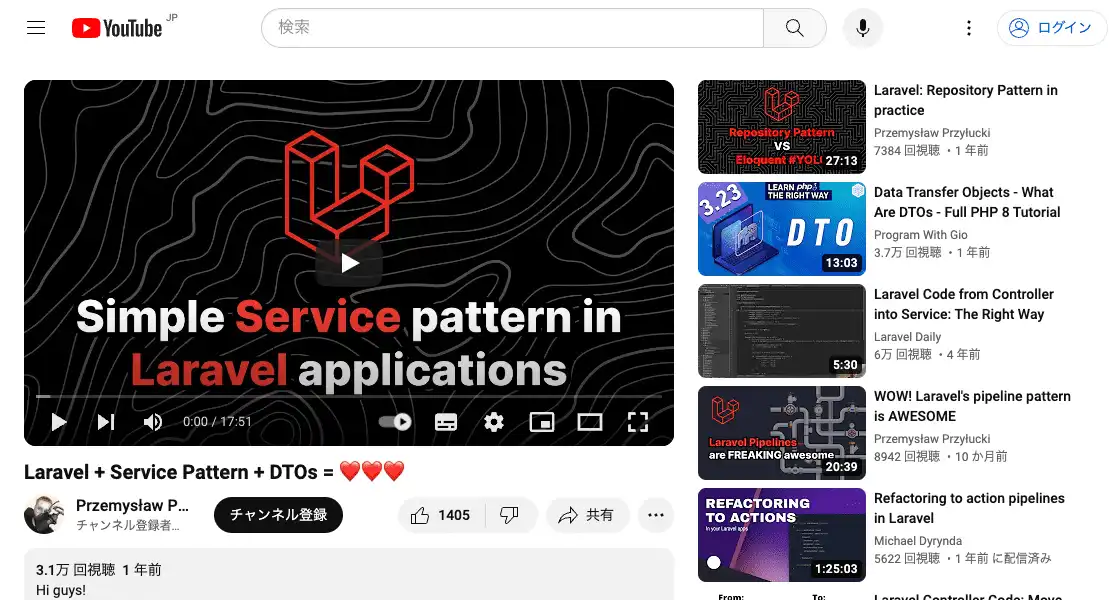 YouTube JP
検索
ログイン
Simple Service pattern in
Laravel applications
0:00 / 17:51
Laravel + Service Pattern + DTOs = ❤️❤️❤️
Przemysław P...
チャンネル登録者...
チャンネル登録
1405
共有
3.1万 回視聴 1 年前
Hi guys!
Repository Pattern
VS
Eloquent #YOL
27:13
Laravel: Repository Pattern in
practice
Przemysław Przyłucki
7384 回視聴 ・1 年前
3.23
LEARN php8
THE RIGHT WAY
DTO
13:03
Data Transfer Objects - What
Are DTOs - Full PHP 8 Tutorial
Program With Gio
3.7万 回視聴 ・1 年前
5:30
Laravel Code from Controller
into Service: The Right Way
Laravel Daily
6万 回視聴 ・4 年前
Laravel Pipelines
are FREAKING awesome
20:39
WOW! Laravel's pipeline pattern
is AWESOME
Przemysław Przyłucki
8942 回視聴 ・10 か月前
REFACTORING
TO ACTIONS
in your Laravel apps
1:25:03
Refactoring to action pipelines
in Laravel
Michael Dyrynda
5622 回視聴 ・1 年前 に配信済み
From:
To:
Laravel Controller Code: Move